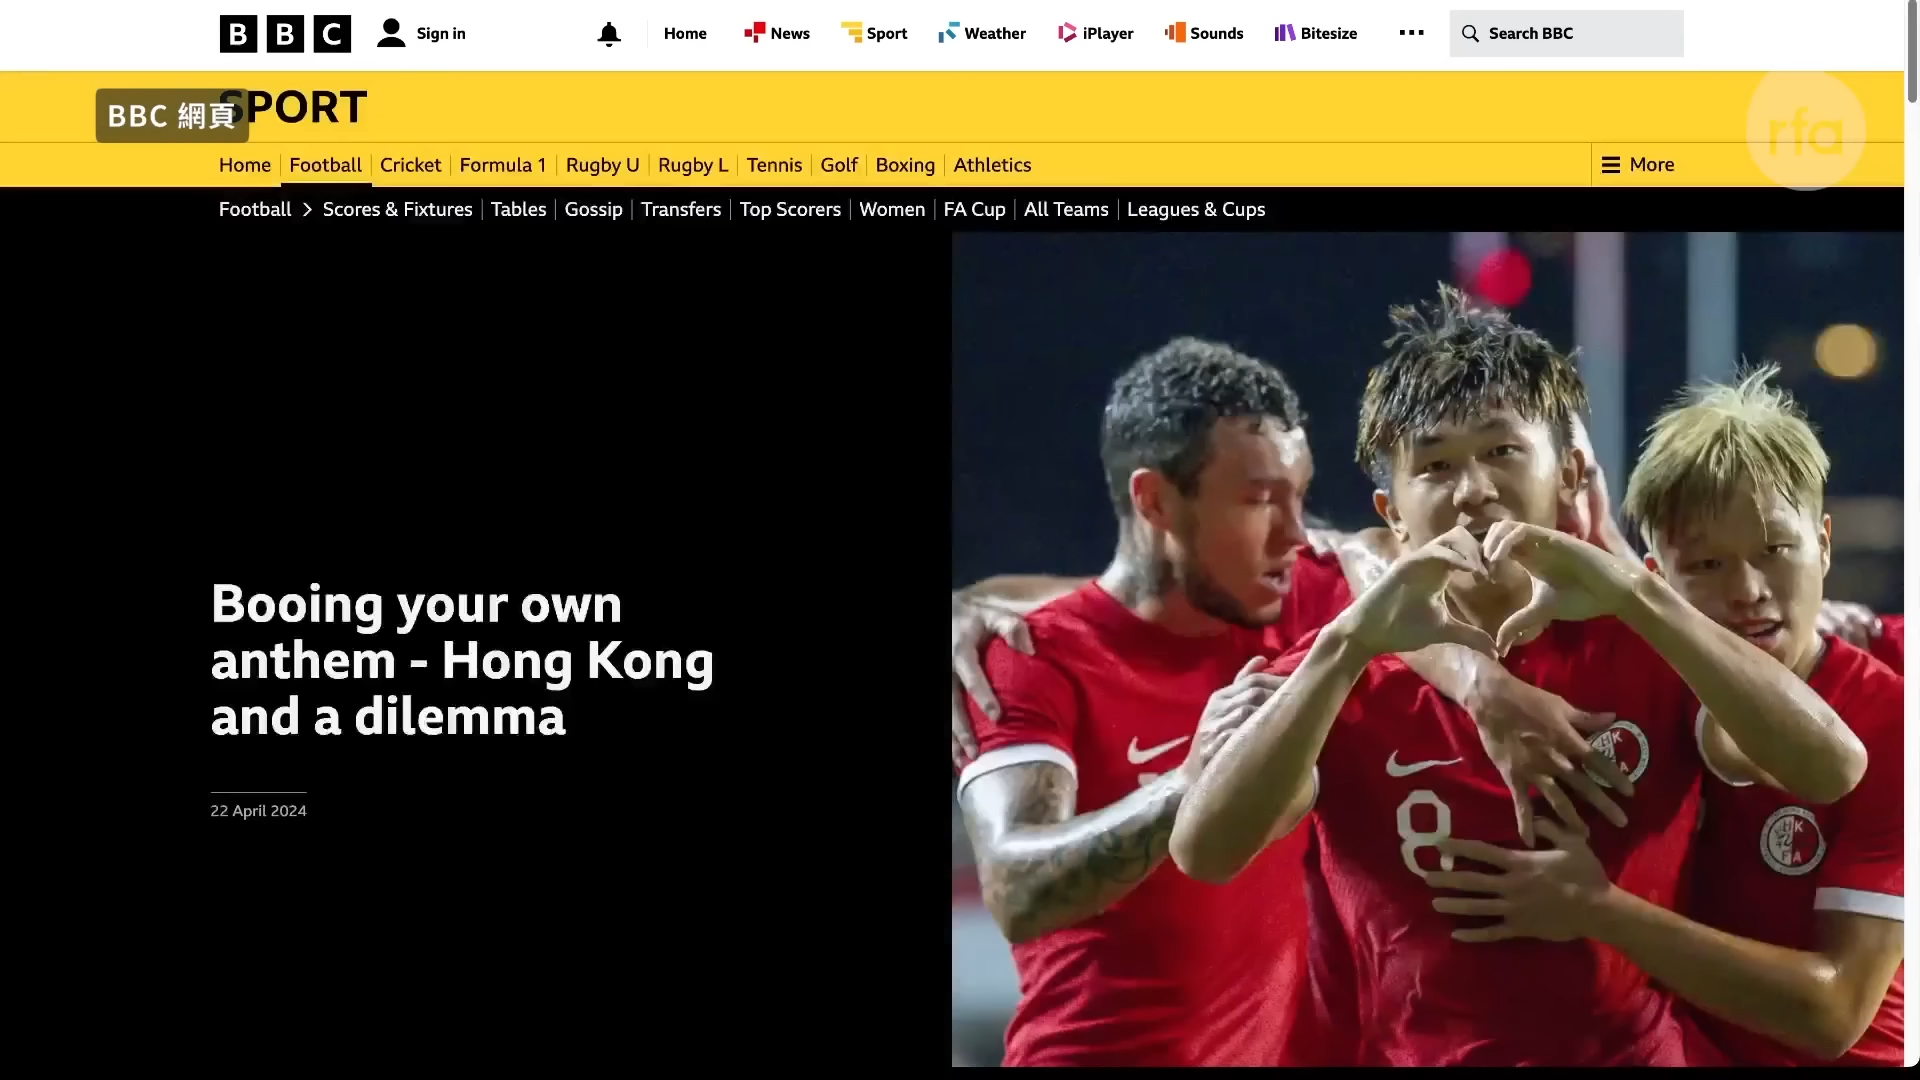 BBC
Sign in
Home
News
Sport
Weather
iPlayer
Sounds
Bitesize
Search BBC
BBC 網頁
SPORT
rfa
Home
Football
Cricket
Formula 1
Rugby U
Rugby L
Tennis
Golf
Boxing
Athletics
More
Football
Scores & Fixtures
Tables
Gossip
Transfers
Top Scorers
Women
FA Cup
All Teams
Leagues & Cups
Booing your own
anthem - Hong Kong
and a dilemma
22 April 2024
8
HK
FA